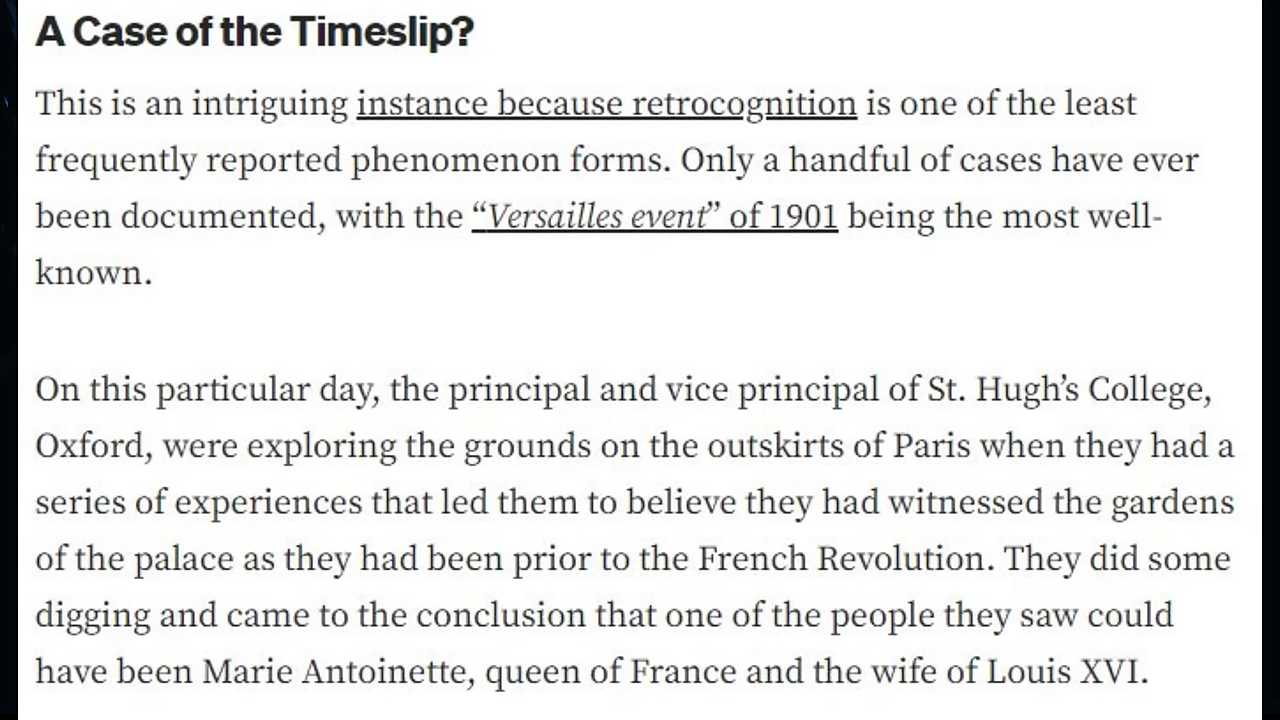 A Case of the Timeslip?
This is an intriguing instance because retrocognition is one of the least
frequently reported phenomenon forms. Only a handful of cases have ever
been documented, with the “Versailles event” of 1901 being the most well-
known.
On this particular day, the principal and vice principal of St. Hugh’s College,
Oxford, were exploring the grounds on the outskirts of Paris when they had a
series of experiences that led them to believe they had witnessed the gardens
of the palace as they had been prior to the French Revolution. They did some
digging and came to the conclusion that one of the people they saw could
have been Marie Antoinette, queen of France and the wife of Louis XVI.